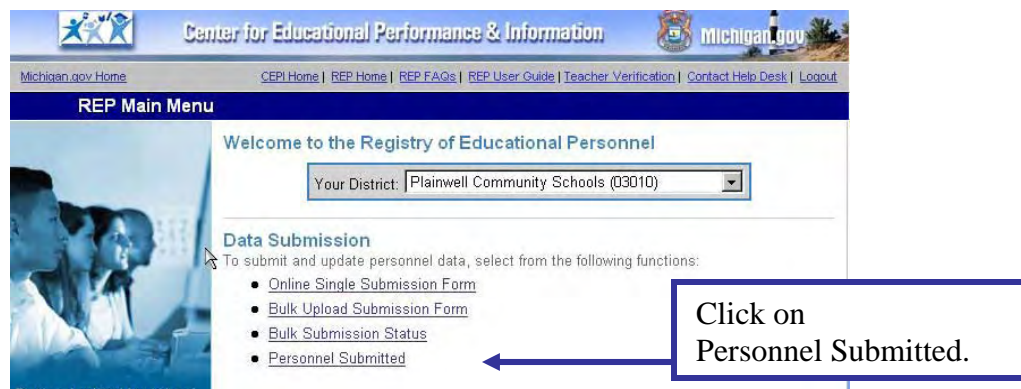 Center for Educational Performance & Information
Michigan.gov
Michigan.gov Home
CEPI Home | REP Home | REP FAQs | REP User Guide | Teacher Verification | Contact Help Desk | Logout
REP Main Menu
Welcome to the Registry of Educational Personnel
Your District: Plainwell Community Schools (03010)
Data Submission
To submit and update personnel data, select from the following functions:
• Online Single Submission Form
• Bulk Upload Submission Form
• Bulk Submission Status
• Personnel Submitted
Click on
Personnel Submitted.